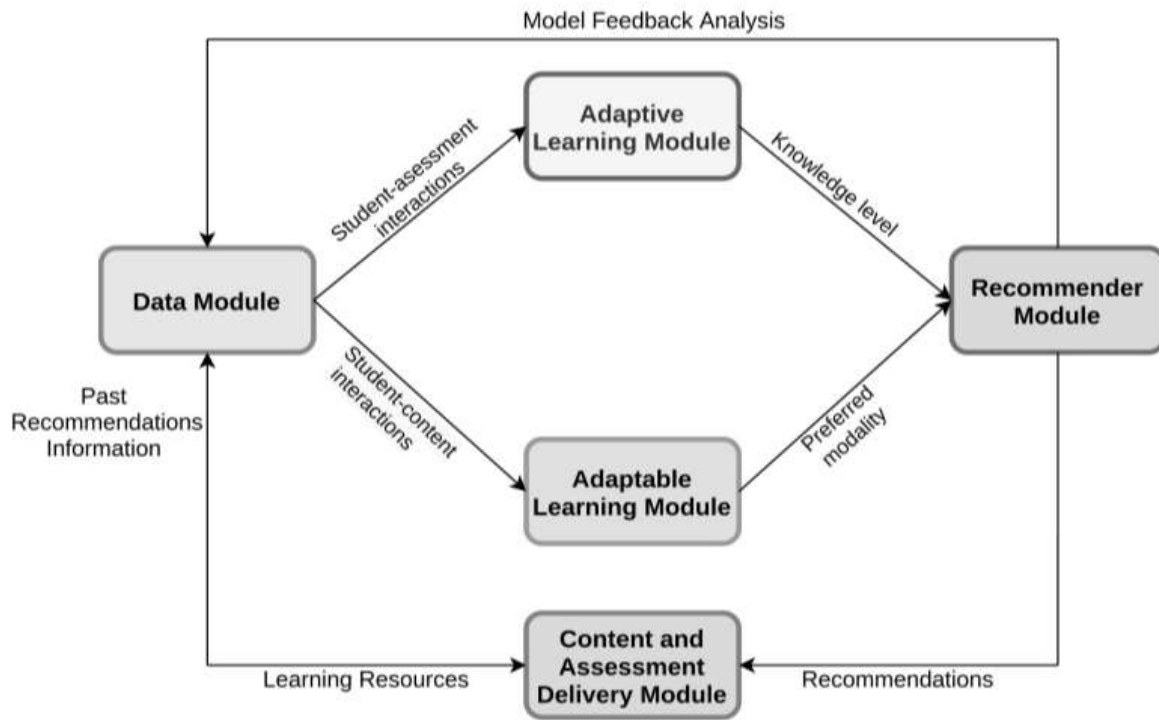 Model Feedback Analysis
Adaptive
Learning Module
Student-asessment
interactions
Knowledge level
Data Module
Recommender
Module
Student-content
interactions
Past
Recommendations
Information
Preferred
modality
Adaptable
Learning Module
Content and
Assessment
Delivery Module
Learning Resources
Recommendations